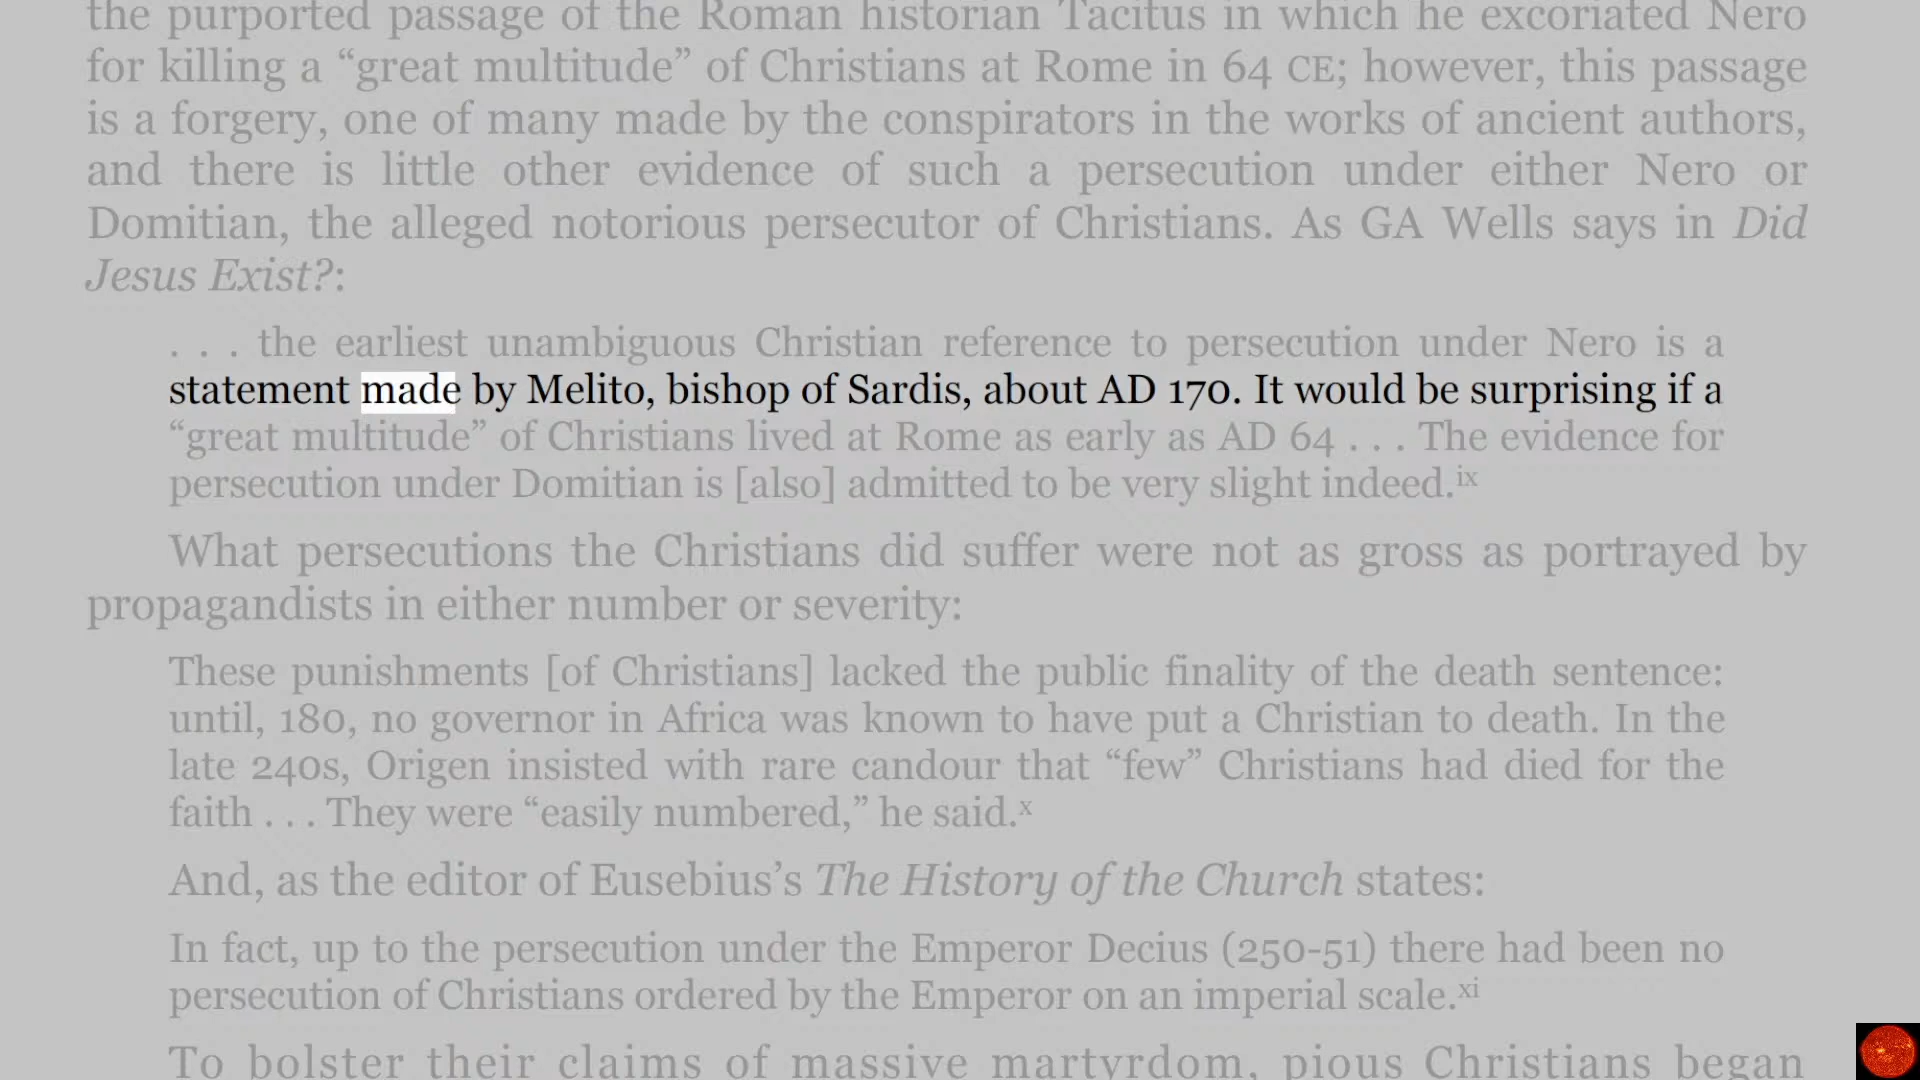 the purported passage of the Roman historian Tacitus in which he excoriated Nero
for killing a “great multitude” of Christians at Rome in 64 CE; however, this passage
is a forgery, one of many made by the conspirators in the works of ancient authors,
and there is little other evidence of such a persecution under either Nero or
Domitian, the alleged notorious persecutor of Christians. As GA Wells says in Did
Jesus Exist?:
. . . the earliest unambiguous Christian reference to persecution under Nero is a
statement made by Melito, bishop of Sardis, about AD 170. It would be surprising if a
“great multitude” of Christians lived at Rome as early as AD 64 . . . The evidence for
persecution under Domitian is [also] admitted to be very slight indeed.ix
What persecutions the Christians did suffer were not as gross as portrayed by
propagandists in either number or severity:
These punishments [of Christians] lacked the public finality of the death sentence:
until, 180, no governor in Africa was known to have put a Christian to death. In the
late 240s, Origen insisted with rare candour that “few” Christians had died for the
faith . . . They were “easily numbered,” he said.x
And, as the editor of Eusebius’s The History of the Church states:
In fact, up to the persecution under the Emperor Decius (250-51) there had been no
persecution of Christians ordered by the Emperor on an imperial scale.xi
To bolster their claims of massive martyrdom, pious Christians began